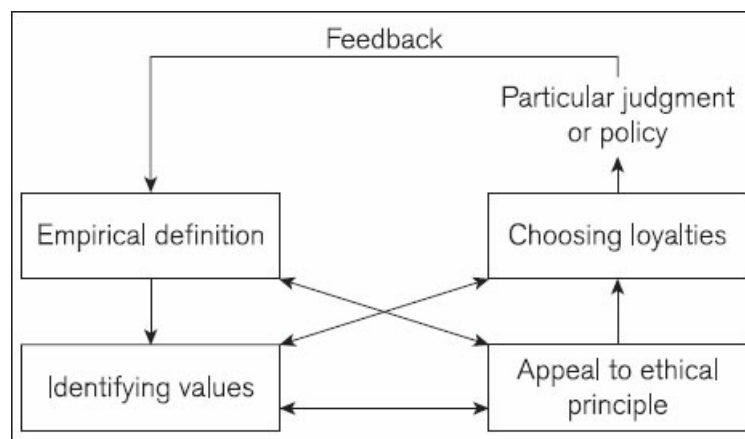 Feedback
Particular judgment
or policy
Empirical definition
Choosing loyalties
Identifying values
Appeal to ethical
principle